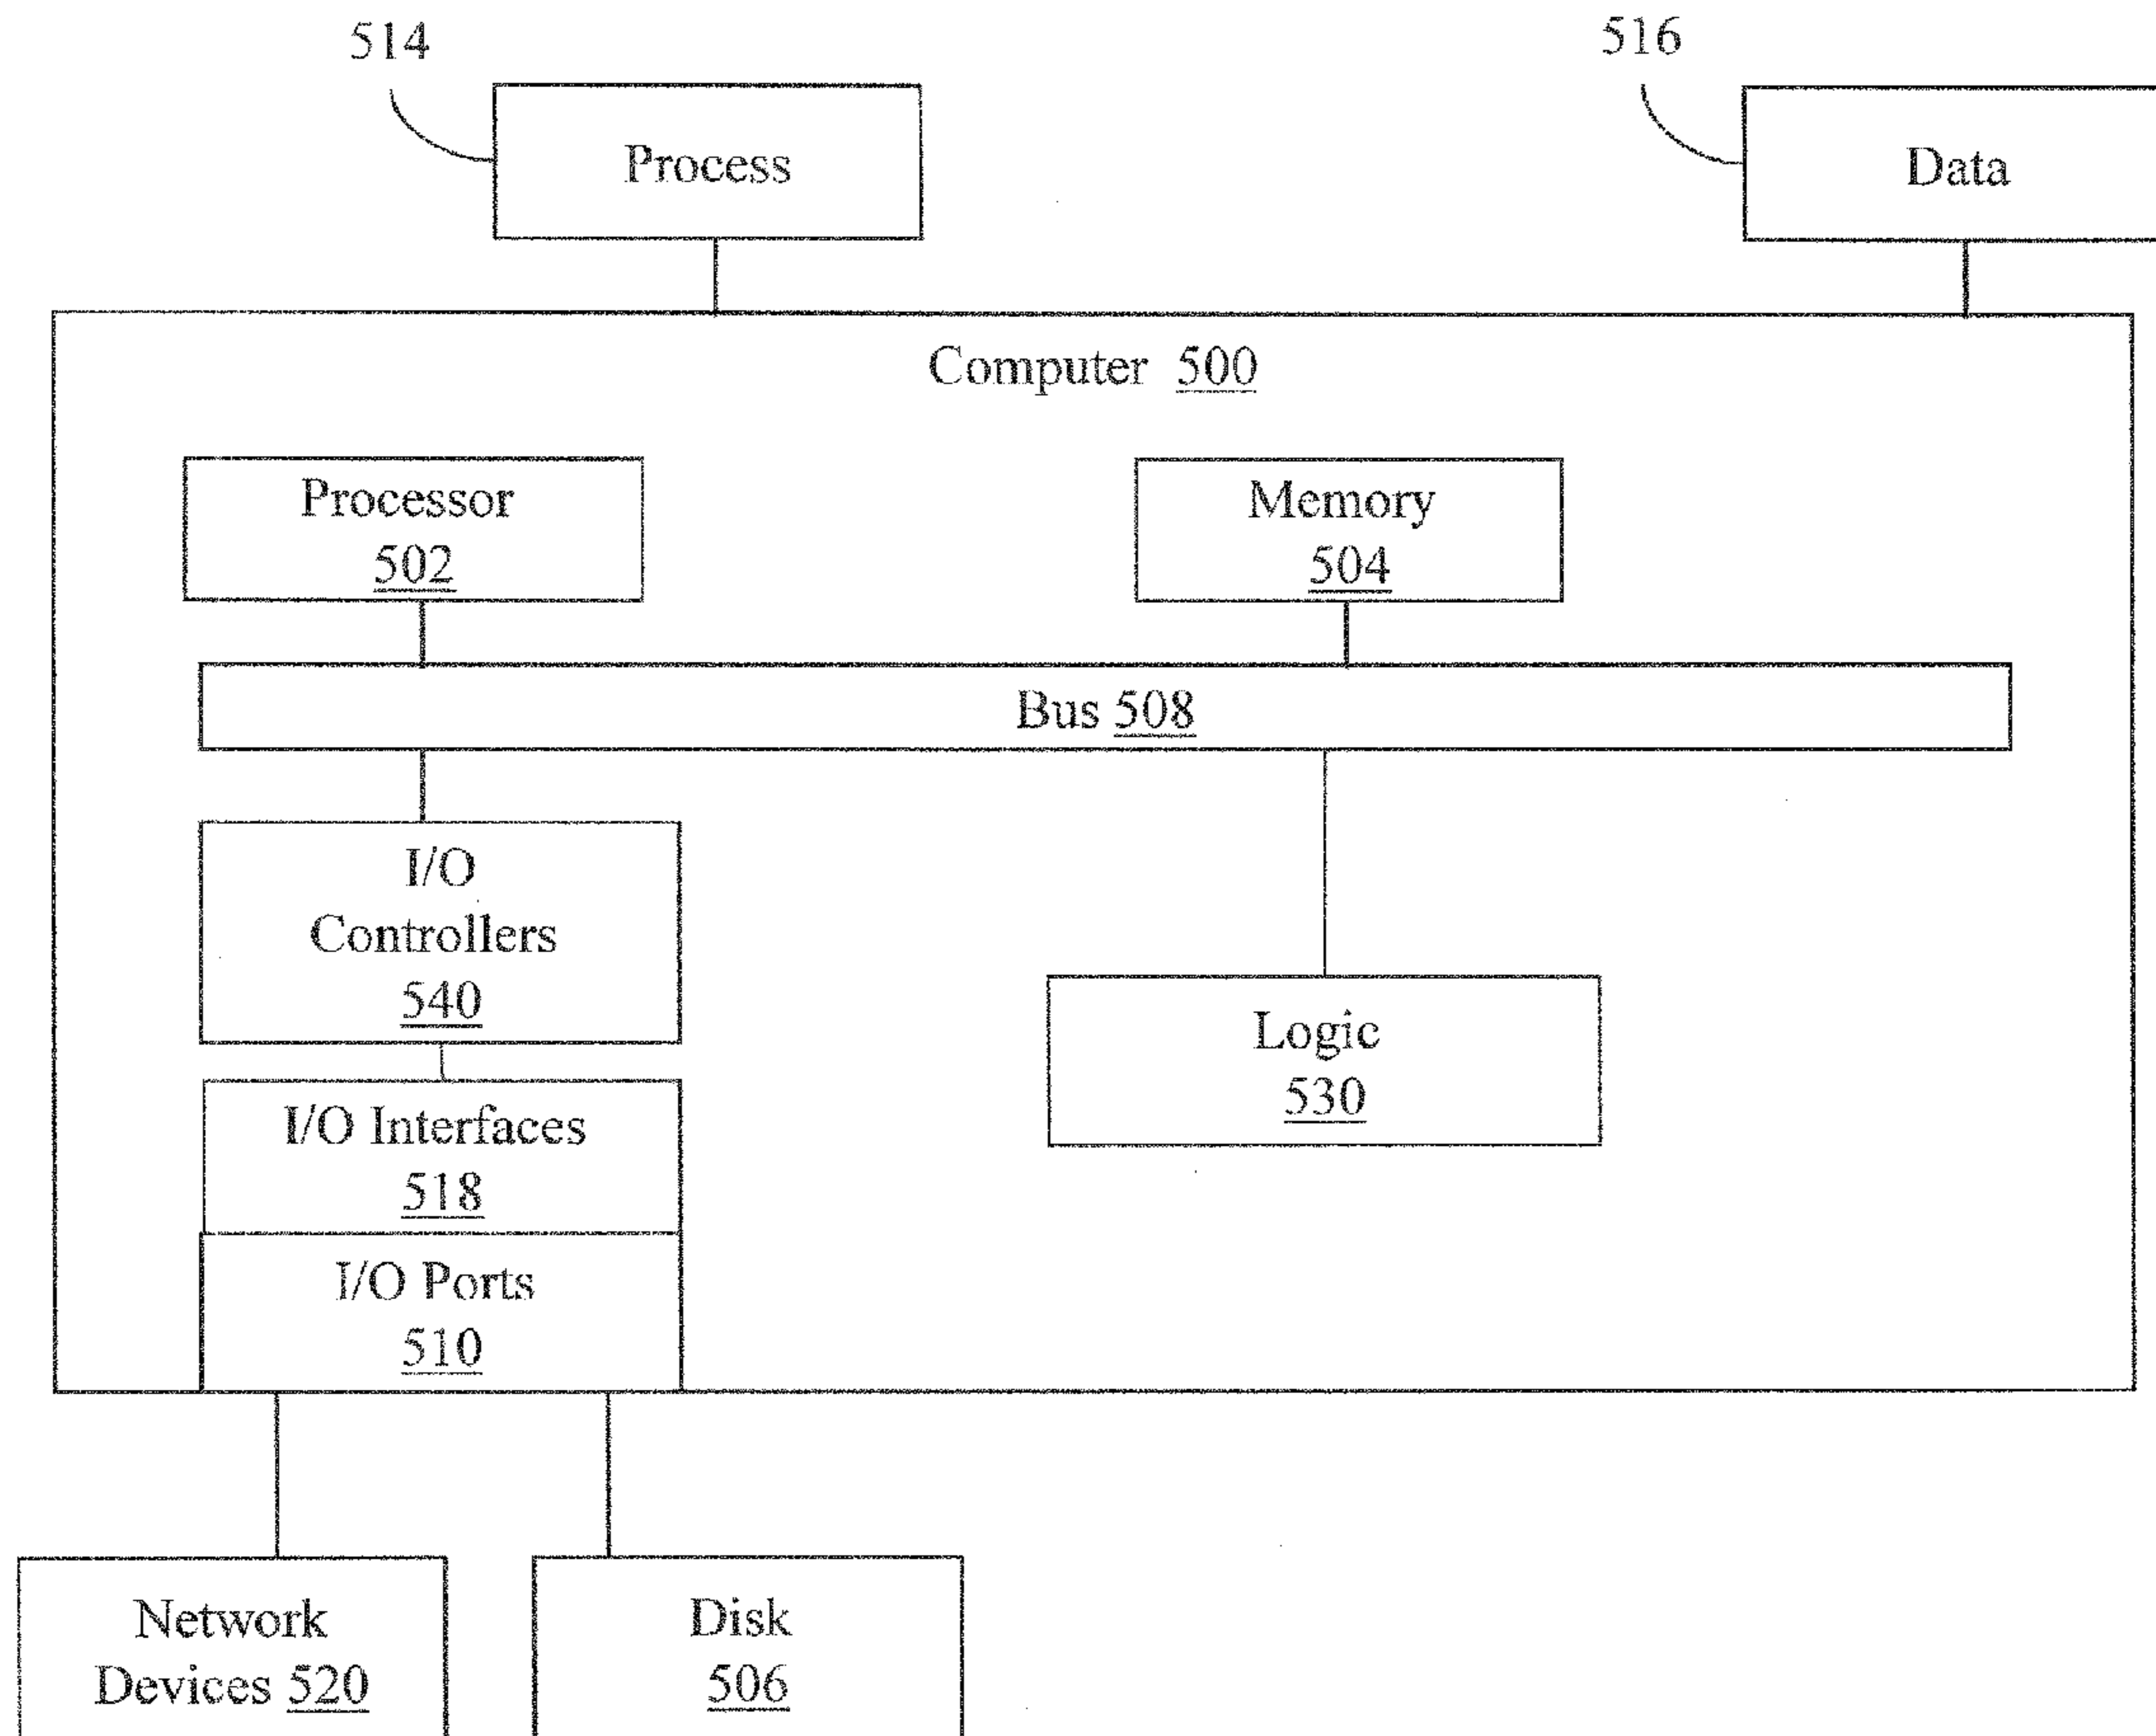 514
516
Process
Data
Computer 500
Processor
502
Memory
504
Bus 508
I/O
Controllers
540
Logic
530
I/O Interfaces
518
I/O Ports
510
Network
Devices 520
Disk
506